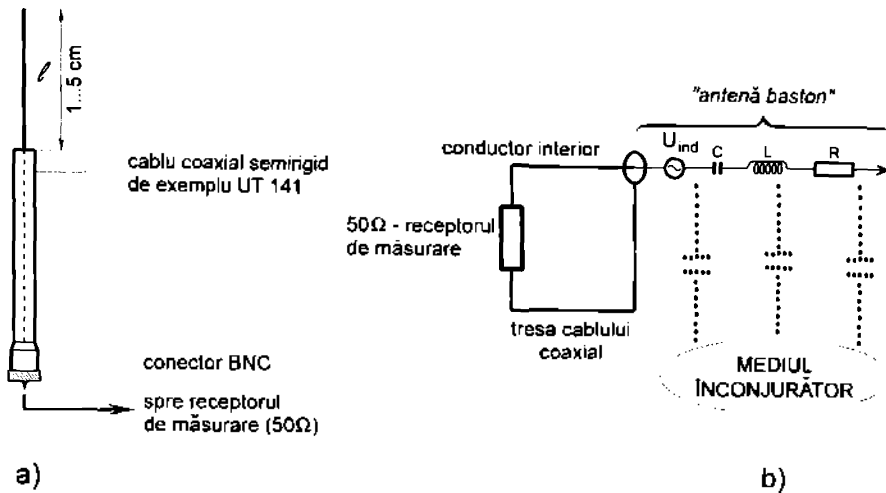 ℓ
1...5 cm
cablu coaxial semirigid
de exemplu UT 141
conector BNC
spre receptorul
de măsurare (50Ω)
a)
"antenă baston"
conductor interior
U ind
C
L
R
50Ω - receptorul
de măsurare
tresa cablului
coaxial
MEDIUL
ÎNCONJURĂTOR
b)